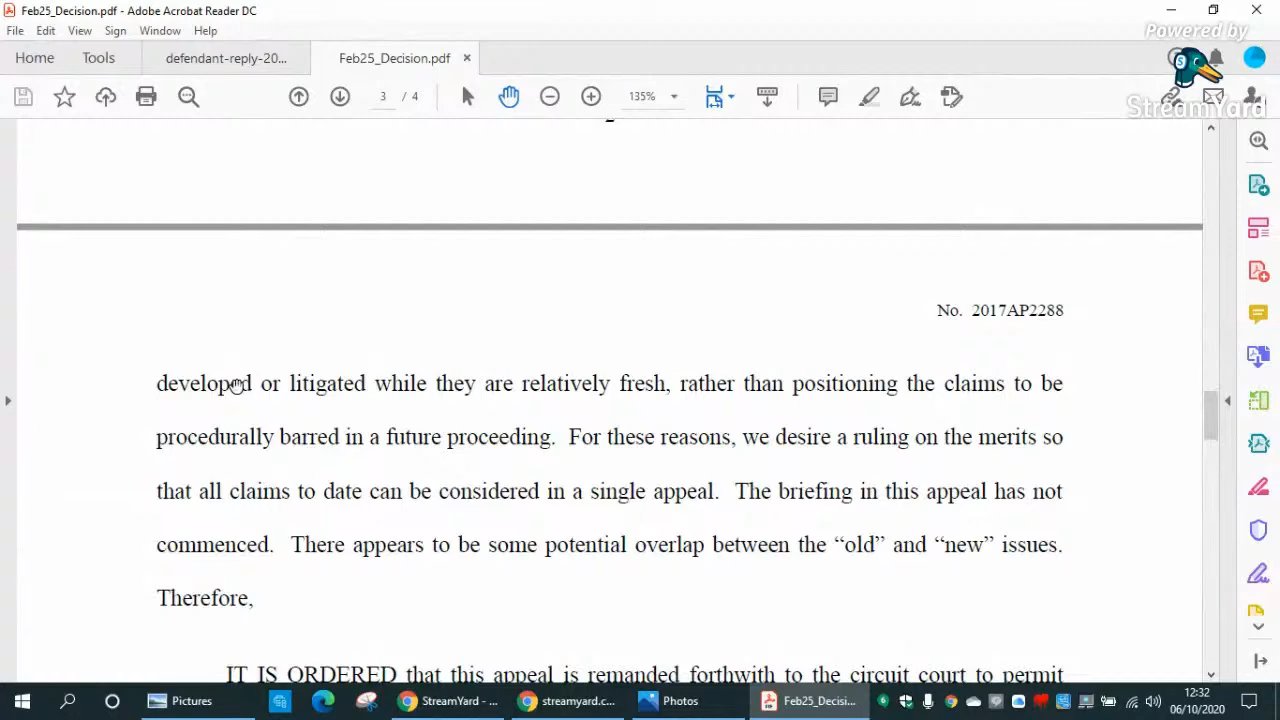 Feb25_Decision.pdf - Adobe Acrobat Reader DC
File Edit View Sign Window Help
Powered by
StreamYard
Home Tools defendant-reply-20... Feb25_Decision.pdf ×
3 / 4 135%
No. 2017AP2288
developed or litigated while they are relatively fresh, rather than positioning the claims to be
procedurally barred in a future proceeding. For these reasons, we desire a ruling on the merits so
that all claims to date can be considered in a single appeal. The briefing in this appeal has not
commenced. There appears to be some potential overlap between the “old” and “new” issues.
Therefore,
IT IS ORDERED that this appeal is remanded forthwith to the circuit court to permit
Pictures StreamYard - ... streamyard.c... Photos Feb25_Decisi... 12:32
06/10/2020